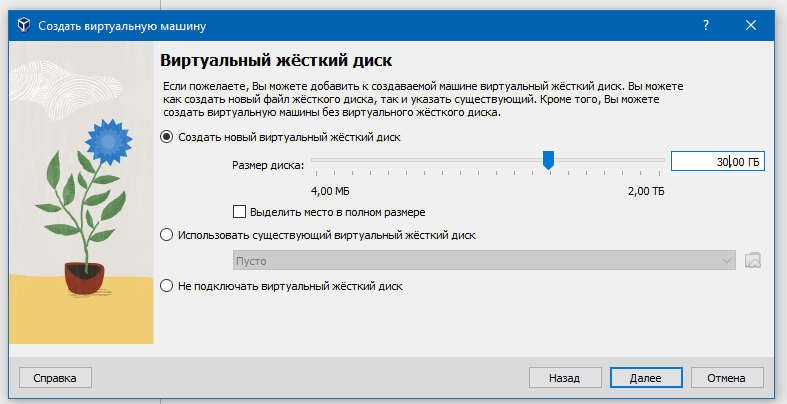 Создать виртуальную машину
Виртуальный жёсткий диск
Если пожелаете, Вы можете добавить к создаваемой машине виртуальный жёсткий диск. Вы можете
как создать новый файл жёсткого диска, так и указать существующий. Кроме того, Вы можете
создать виртуальную машины без виртуального жёсткого диска.
Создать новый виртуальный жёсткий диск
Размер диска:
30,00 ГБ
4,00 МБ
2,00 ТБ
Выделить место в полном размере
Использовать существующий виртуальный жёсткий диск
Пусто
Не подключать виртуальный жёсткий диск
Справка
Назад
Далее
Отмена